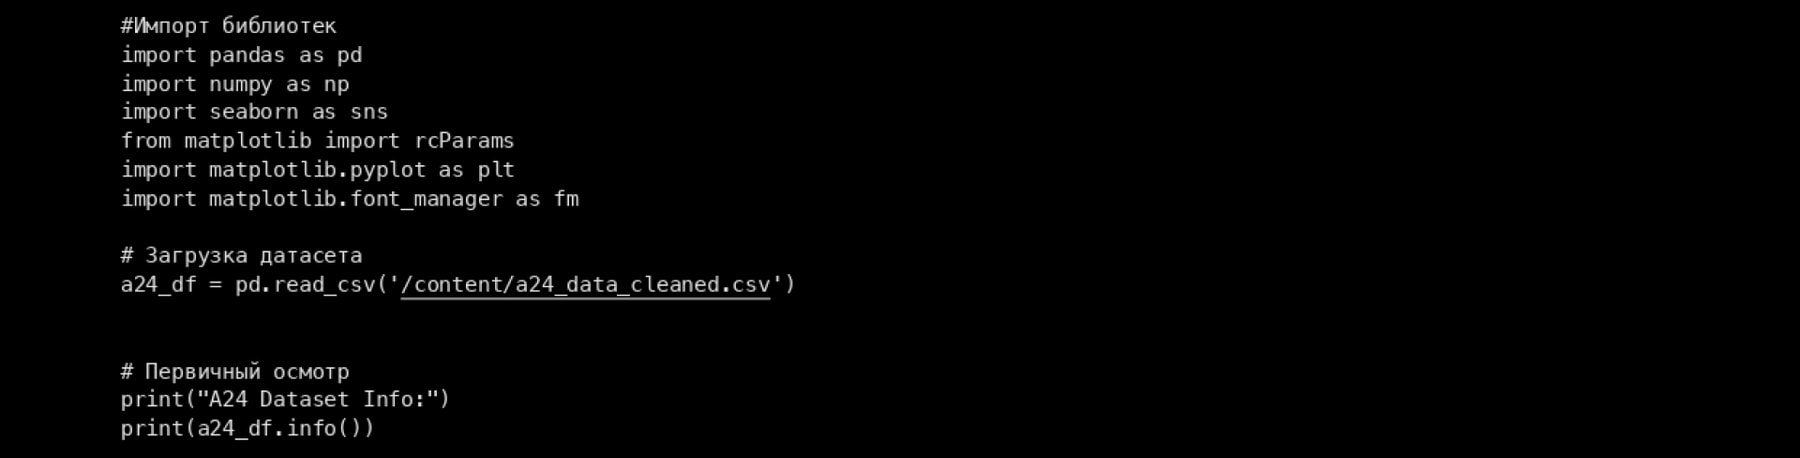 #Импорт библиотек
import pandas as pd
import numpy as np
import seaborn as sns
from matplotlib import rcParams
import matplotlib.pyplot as plt
import matplotlib.font_manager as fm
# Загрузка датасета
a24_df = pd.read_csv('/content/a24_data_cleaned.csv')
# Первичный осмотр
print("A24 Dataset Info:")
print(a24_df.info())